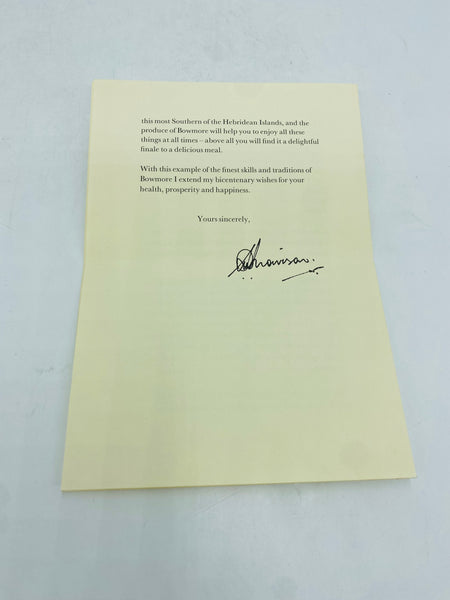 this most Southern of the Hebridean Islands, and the
produce of Bowmore will help you to enjoy all these
things at all times – above all you will find it a delightful
finale to a delicious meal.
With this example of the finest skills and traditions of
Bowmore I extend my bicentenary wishes for your
health, prosperity and happiness.
Yours sincerely,